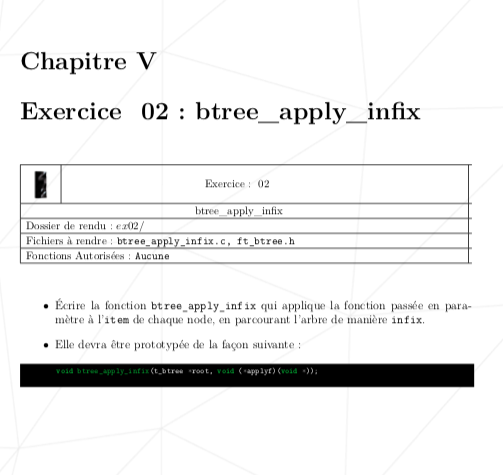 Chapitre V
Exercice 02 : btree_apply_infix
Exercice : 02
btree_apply_infix
Dossier de rendu : ex02/
Fichiers à rendre : btree_apply_infix.c, ft_btree.h
Fonctions Autorisées : Aucune
• Écrire la fonction btree_apply_infix qui applique la fonction passée en para-
mètre à l'item de chaque node, en parcourant l'arbre de manière infix.
• Elle devra être prototypée de la façon suivante :
void btree_apply_infix(t_btree *root, void (*applyf)(void *));